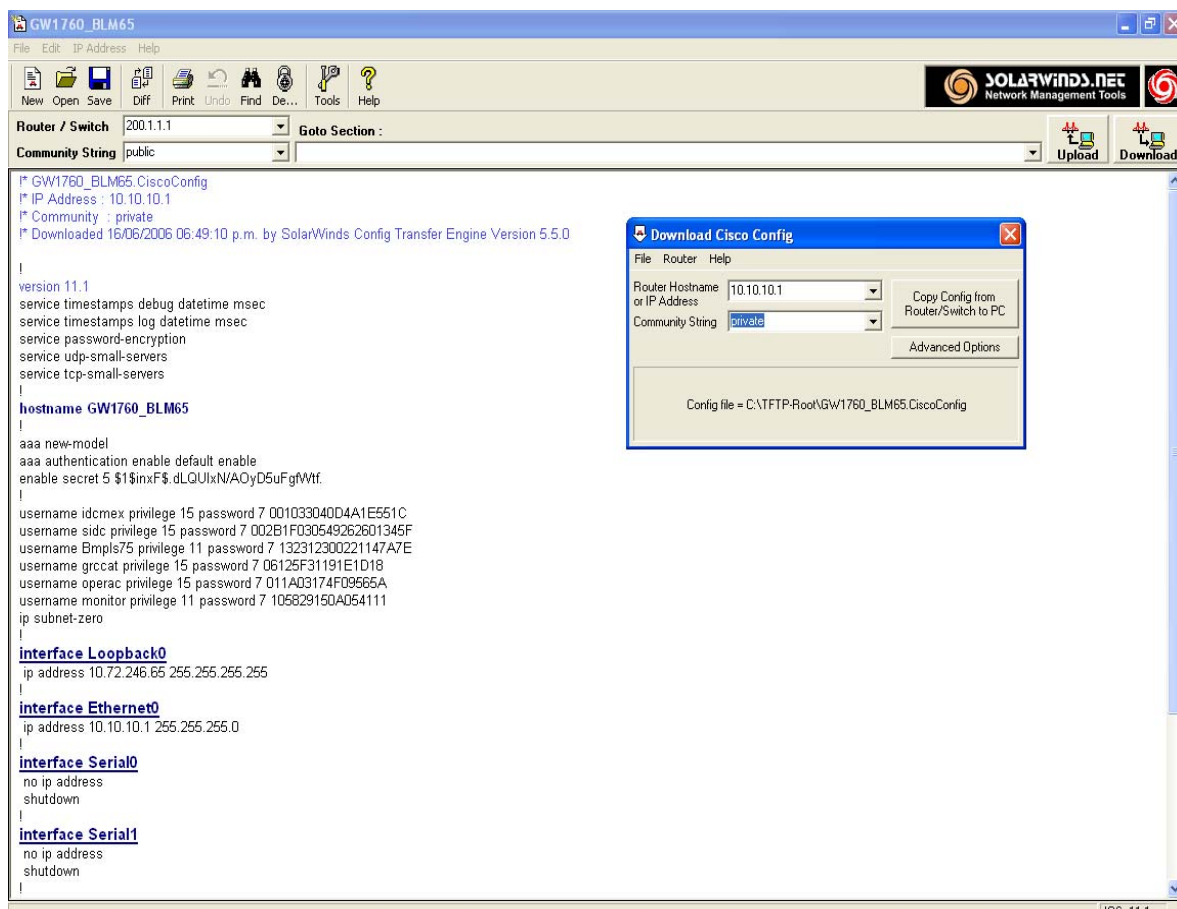 GW1760_BLM65
File Edit IP Address Help
New Open Save Diff Print Undo Find De... Tools Help
SOLARWINDS.NET
Network Management Tools
Router / Switch 200.1.1.1 Goto Section :
Community String public
Upload Download
!* GW1760_BLM65.CiscoConfig
!* IP Address : 10.10.10.1
!* Community : private
!* Downloaded 16/06/2006 06:49:10 p.m. by SolarWinds Config Transfer Engine Version 5.5.0
!
version 11.1
service timestamps debug datetime msec
service timestamps log datetime msec
service password-encryption
service udp-small-servers
service tcp-small-servers
!
hostname GW1760_BLM65
!
aaa new-model
aaa authentication enable default enable
enable secret 5 $1$inxF$.dLQUIxN/AOyD5uFgfWtf.
!
username idcmex privilege 15 password 7 001033040D4A1E551C
username sidc privilege 15 password 7 002B1F030549262601345F
username Bmpls75 privilege 11 password 7 132312300221147A7E
username grccat privilege 15 password 7 06125F31191E1D18
username operac privilege 15 password 7 011A03174F09565A
username monitor privilege 11 password 7 105829150A054111
ip subnet-zero
!
interface Loopback0
ip address 10.72.246.65 255.255.255.255
!
interface Ethernet0
ip address 10.10.10.1 255.255.255.0
!
interface Serial0
no ip address
shutdown
!
interface Serial1
no ip address
shutdown
!
Download Cisco Config
File Router Help
Router Hostname or IP Address 10.10.10.1
Community String private
Copy Config from
Router/Switch to PC
Advanced Options
Config file = C:\TFTP-Root\GW1760_BLM65.CiscoConfig